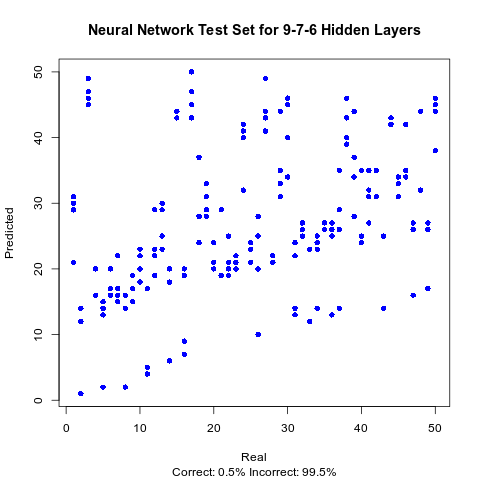 Neural Network Test Set for 9-7-6 Hidden Layers
50
40
30
20
10
0
Predicted
0 10 20 30 40 50
Real
Correct: 0.5% Incorrect: 99.5%